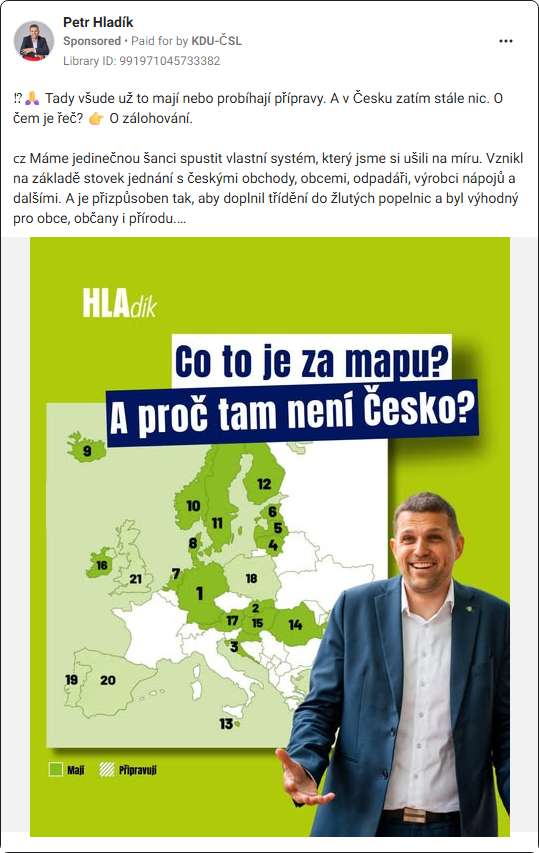 Petr Hladík
Sponsored • Paid for by KDU-ČSL
Library ID: 991971045733382
⁉️🙏 Tady všude už to mají nebo probíhají přípravy. A v Česku zatím stále nic. O
čem je řeč? 👉 O zálohování.
CZ Máme jedinečnou šanci spustit vlastní systém, který jsme si ušili na míru. Vznikl
na základě stovek jednání s českými obchody, obcemi, odpadáři, výrobci nápojů a
dalšími. A je přizpůsoben tak, aby doplnil třídění do žlutých popelnic a byl výhodný
pro obce, občany i přírodu....
HLAdík
Co to je za mapu?
A proč tam není Česko?
9
12
10
11
6
5
8
4
16
7
21
1
18
2
17
15
14
3
19
20
13
Mají
Připravují